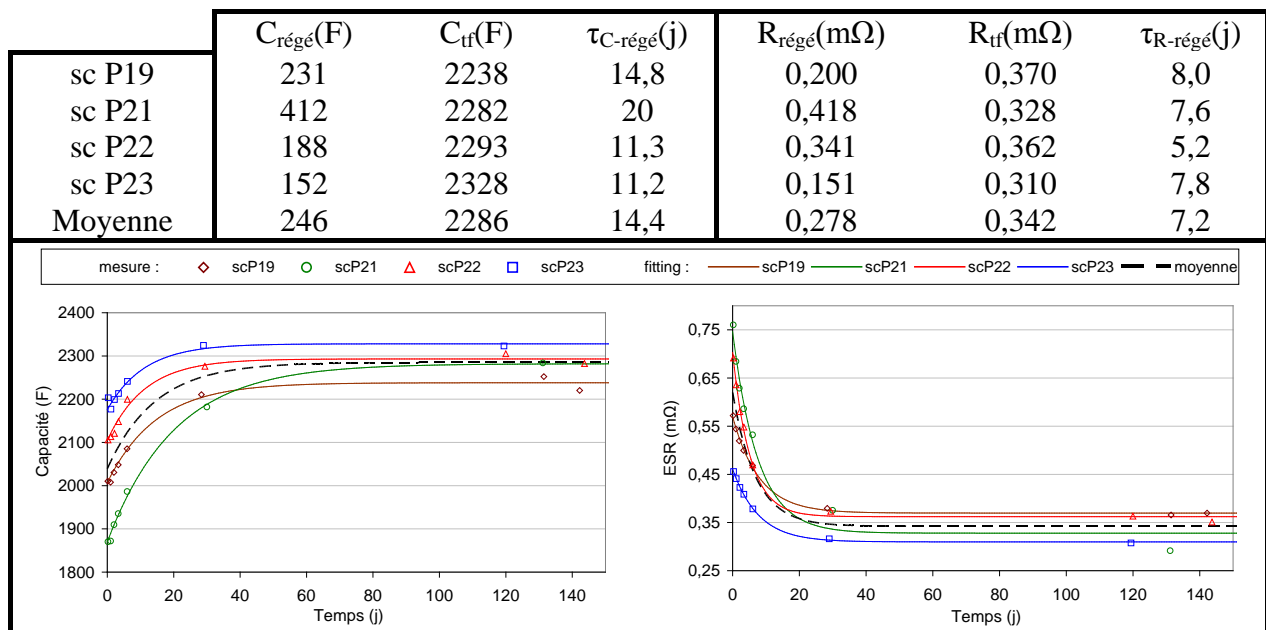 C_régé(F) C_tf(F) τ_C-régé(j) R_régé(mΩ) R_tf(mΩ) τ_R-régé(j)
sc P19 231 2238 14,8 0,200 0,370 8,0
sc P21 412 2282 20 0,418 0,328 7,6
sc P22 188 2293 11,3 0,341 0,362 5,2
sc P23 152 2328 11,2 0,151 0,310 7,8
Moyenne 246 2286 14,4 0,278 0,342 7,2
mesure : scP19 scP21 scP22 scP23 fitting : scP19 scP21 scP22 scP23 moyenne
Capacité (F)
2400
2300
2200
2100
2000
1900
1800
0 20 40 60 80 100 120 140
Temps (j)
ESR (mΩ)
0,75
0,65
0,55
0,45
0,35
0,25
0 20 40 60 80 100 120 140
Temps (j)